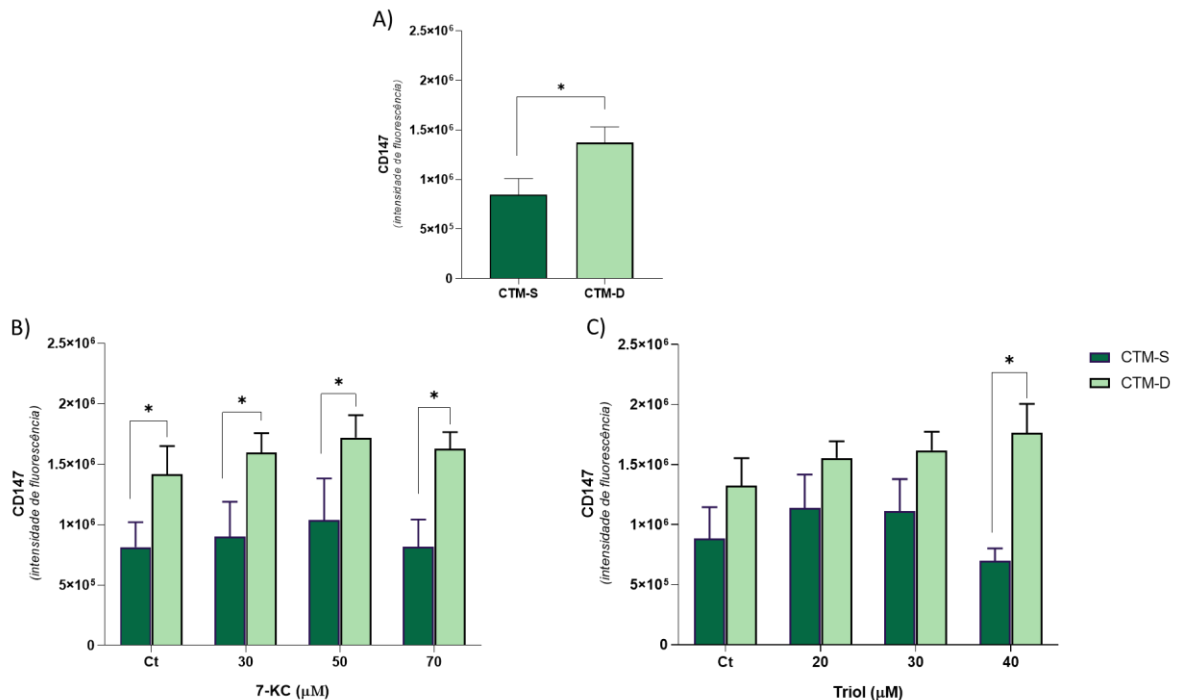 A)
2.5×10⁶
2×10⁶
1.5×10⁶
1×10⁶
5×10⁵
0
CD147
(intensidade de fluorescência)
*
CTM-S
CTM-D
B)
2.5×10⁶
2×10⁶
1.5×10⁶
1×10⁶
5×10⁵
0
CD147
(intensidade de fluorescência)
*
*
*
*
Ct
30
50
70
7-KC (μM)
C)
2.5×10⁶
2×10⁶
1.5×10⁶
1×10⁶
5×10⁵
0
CD147
(intensidade de fluorescência)
*
Ct
20
30
40
Triol (μM)
CTM-S
CTM-D